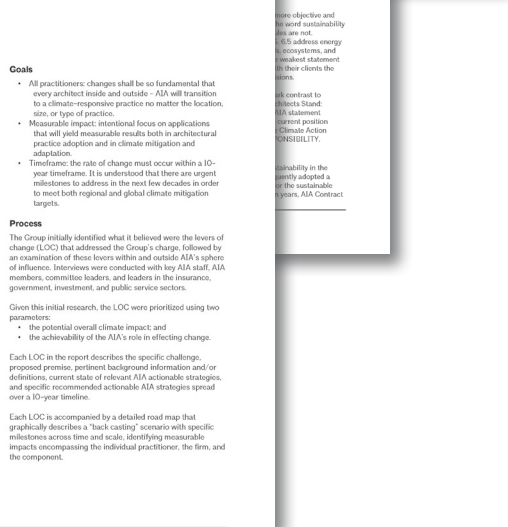 Goals
• All practitioners: changes shall be so fundamental that
every architect inside and outside – AIA will transition
to a climate-responsive practice no matter the location,
size, or type of practice.
• Measurable impact: intentional focus on applications
that will yield measurable results both in architectural
practice adoption and in climate mitigation and
adaptation.
• Timeframe: the rate of change must occur within a 10-
year timeframe. It is understood that there are urgent
milestones to address in the next few decades in order
to meet both regional and global climate mitigation
targets.
Process
The Group initially identified what it believed were the levers of
change (LOC) that addressed the Group's charge, followed by
an examination of these levers within and outside AIA's sphere
of influence. Interviews were conducted with key AIA staff, AIA
members, committee leaders, and leaders in the insurance,
government, investment, and public service sectors.
Given this initial research, the LOC were prioritized using two
parameters:
• the potential overall climate impact; and
• the achievability of the AIA's role in effecting change.
Each LOC in the report describes the specific challenge,
proposed premise, pertinent background information and/or
definitions, current state of relevant AIA actionable strategies,
and specific recommended actionable AIA strategies spread
over a 10-year timeline.
Each LOC is accompanied by a detailed road map that
graphically describes a "back casting" scenario with specific
milestones across time and scale, identifying measurable
impacts encompassing the individual practitioner, the firm, and
the component.
more objective and
he word sustainability
les are not.
6.5 address energy
s, ecosystems, and
weakest statement
th their clients the
sions.
rk contrast to
chitects Stand:
AIA statement
current position
Climate Action
PONSIBILITY.
tainability in the
uently adopted a
or the sustainable
n years, AIA Contract